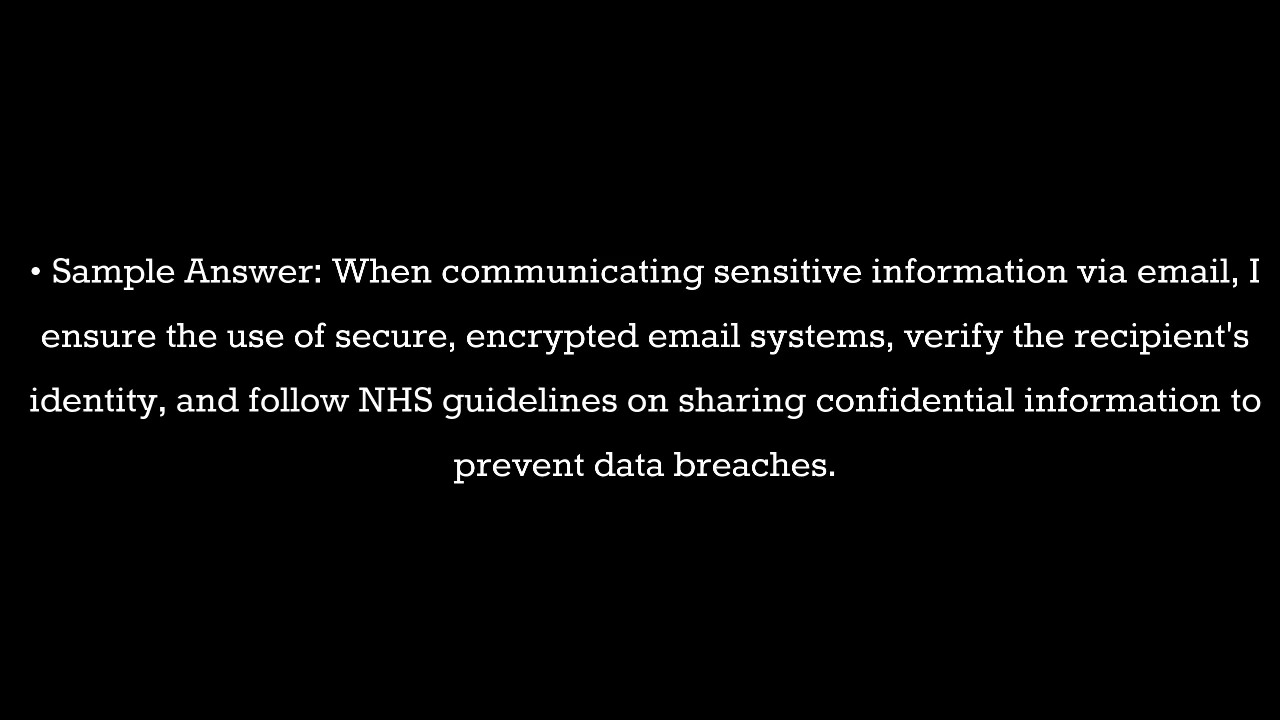 • Sample Answer: When communicating sensitive information via email, I
ensure the use of secure, encrypted email systems, verify the recipient's
identity, and follow NHS guidelines on sharing confidential information to
prevent data breaches.